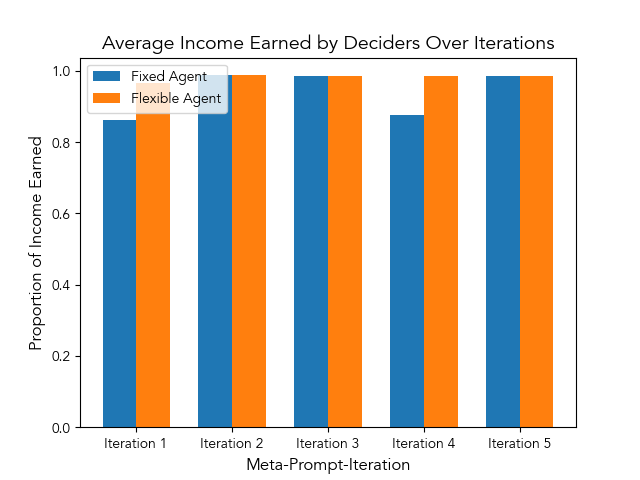 Average Income Earned by Deciders Over Iterations
Fixed Agent
Flexible Agent
Proportion of Income Earned
1.0
0.8
0.6
0.4
0.2
0.0
Iteration 1
Iteration 2
Iteration 3
Iteration 4
Iteration 5
Meta-Prompt-Iteration